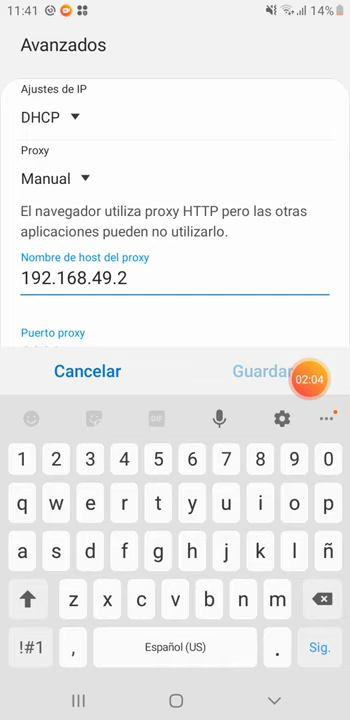 11:41 14%
Avanzados
Ajustes de IP
DHCP
Proxy
Manual
El navegador utiliza proxy HTTP pero las otras
aplicaciones pueden no utilizarlo.
Nombre de host del proxy
192.168.49.2
Puerto proxy
Cancelar Guardar
02:04
GIF
1 2 3 4 5 6 7 8 9 0
q w e r t y u i o p
a s d f g h j k l ñ
z x c v b n m
!#1 , Español (US) . Sig.